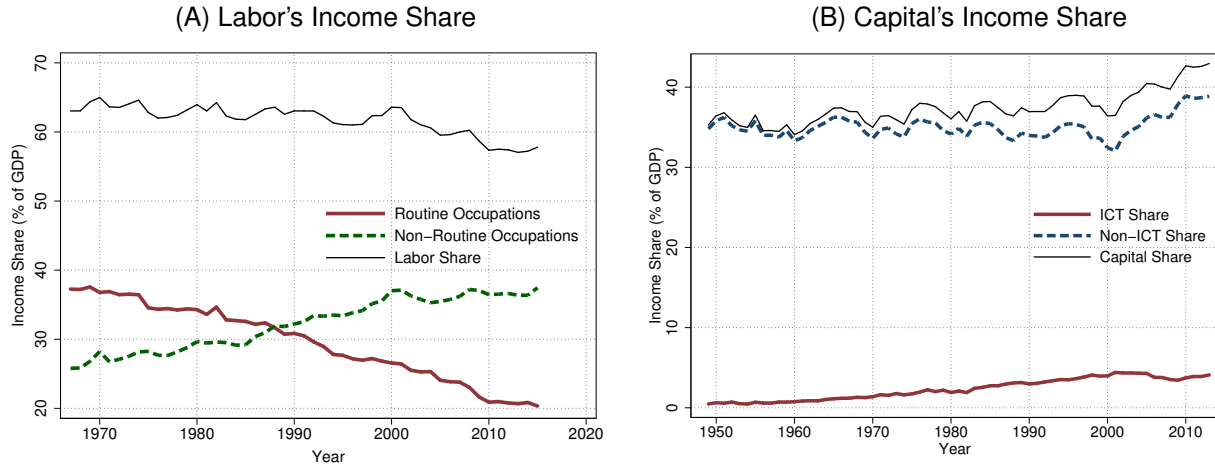 (A) Labor's Income Share
Income Share (% of GDP)
70
60
50
40
30
20
Routine Occupations
Non−Routine Occupations
Labor Share
1970 1980 1990 2000 2010 2020
Year
(B) Capital's Income Share
Income Share (% of GDP)
40
30
20
10
0
ICT Share
Non−ICT Share
Capital Share
1950 1960 1970 1980 1990 2000 2010
Year